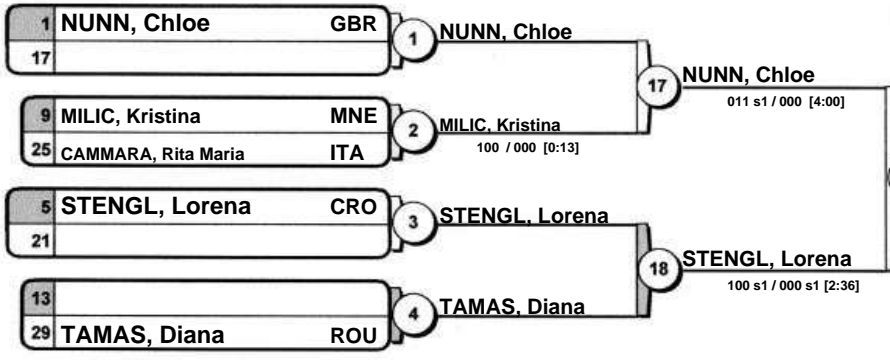 1 NUNN, Chloe GBR
17
1
NUNN, Chloe
9 MILIC, Kristina MNE
25 CAMMARA, Rita Maria ITA
2
MILIC, Kristina
100 / 000 [0:13]
17
NUNN, Chloe
011 s1 / 000 [4:00]
5 STENGL, Lorena CRO
21
3
STENGL, Lorena
13
29 TAMAS, Diana ROU
4
TAMAS, Diana
18
STENGL, Lorena
100 s1 / 000 s1 [2:36]